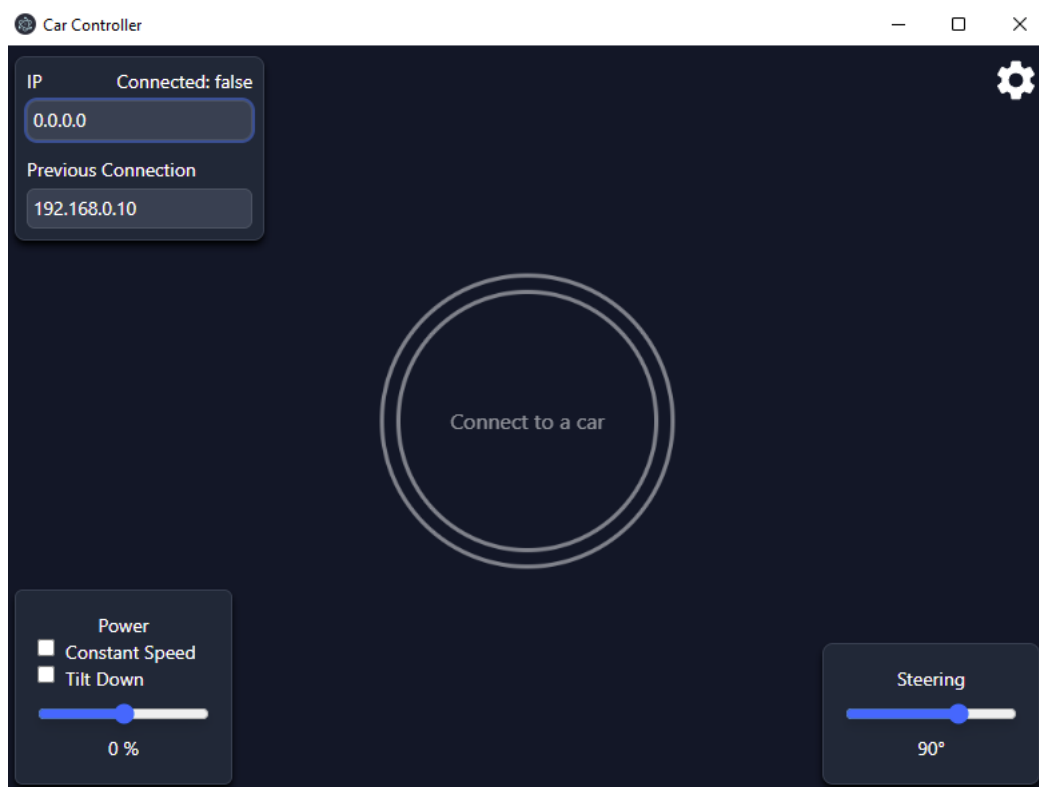 Car Controller
IP Connected: false
0.0.0.0
Previous Connection
192.168.0.10
Connect to a car
Power
Constant Speed
Tilt Down
0 %
Steering
90°